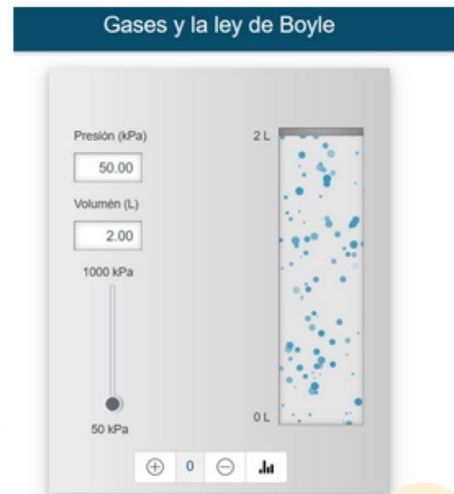 Gases y la ley de Boyle
Presión (kPa)
50.00
Volumén (L)
2.00
1000 kPa
50 kPa
2 L
0 L
0